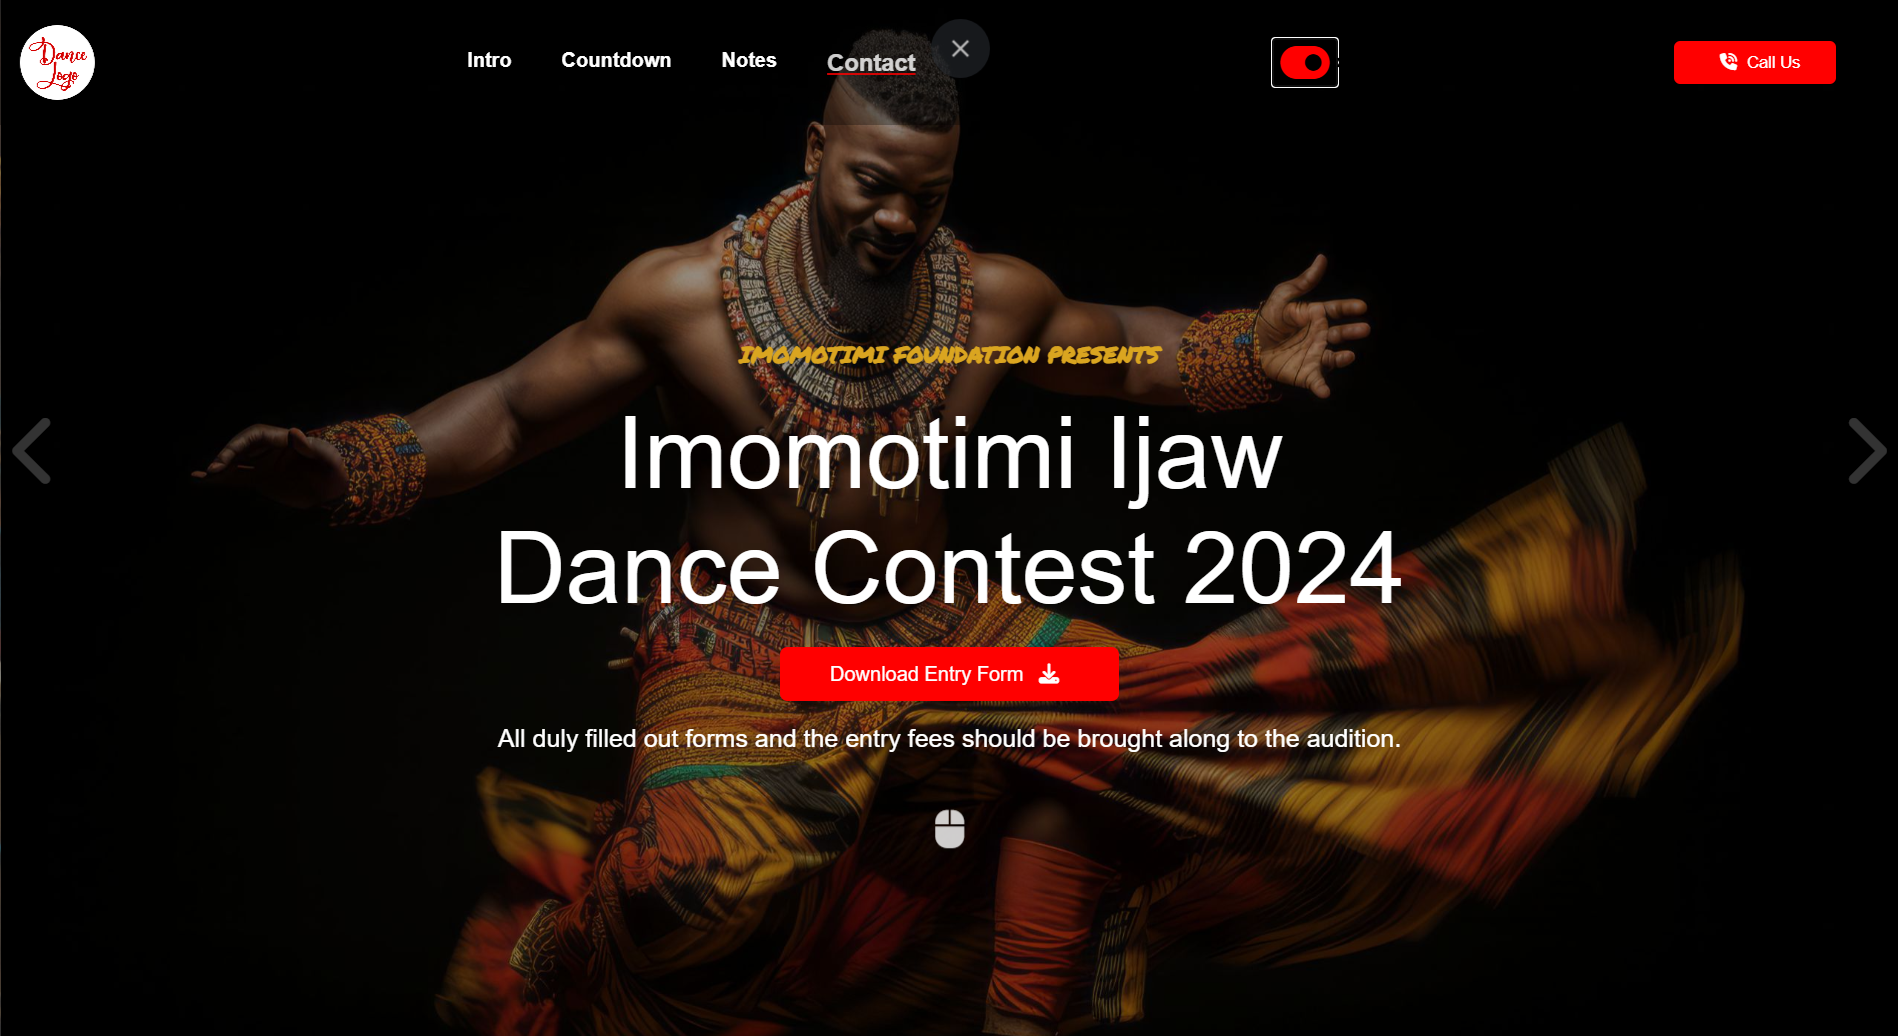 Dance
Logo
Intro
Countdown
Notes
Contact
Call Us
IMOMOTIMI FOUNDATION PRESENTS
Imomotimi Ijaw
Dance Contest 2024
Download Entry Form
All duly filled out forms and the entry fees should be brought along to the audition.